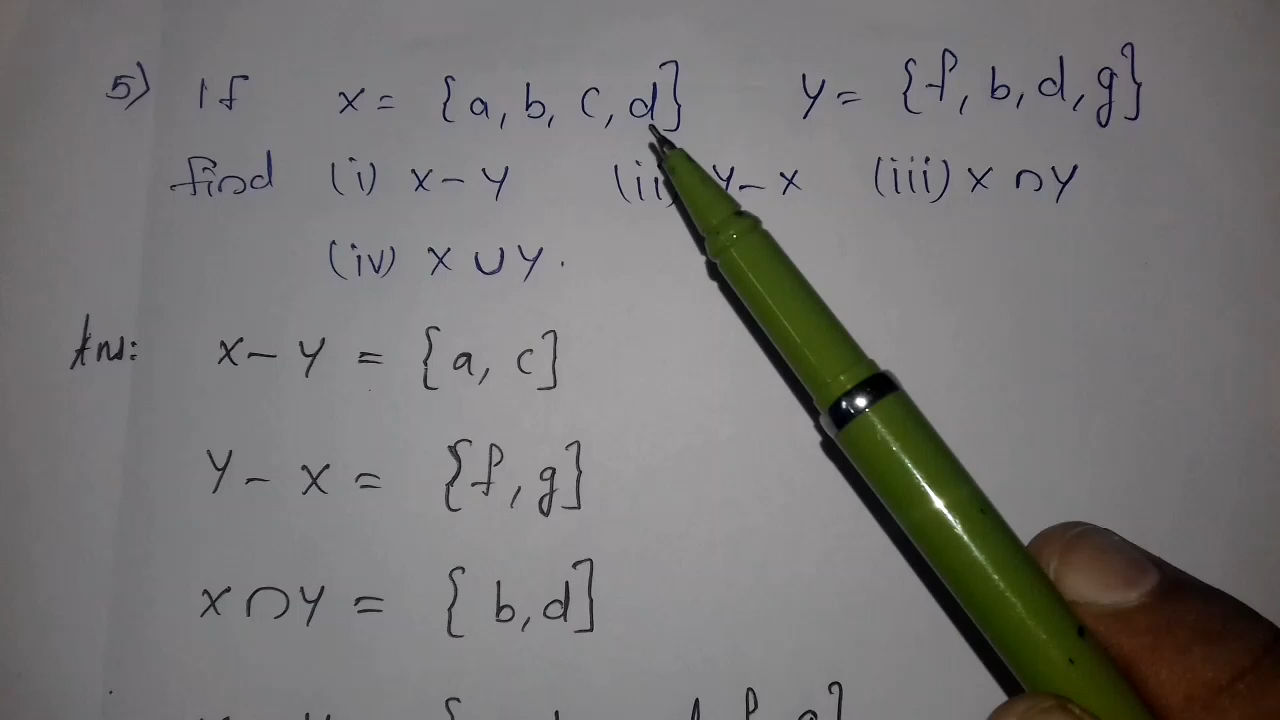 5) If x = {a, b, c, d} y = {f, b, d, g}
find (i) x - y (ii) y - x (iii) x ∩ y
(iv) x ∪ y.
Ans: x - y = {a, c}
y - x = {f, g}
x ∩ y = {b, d}